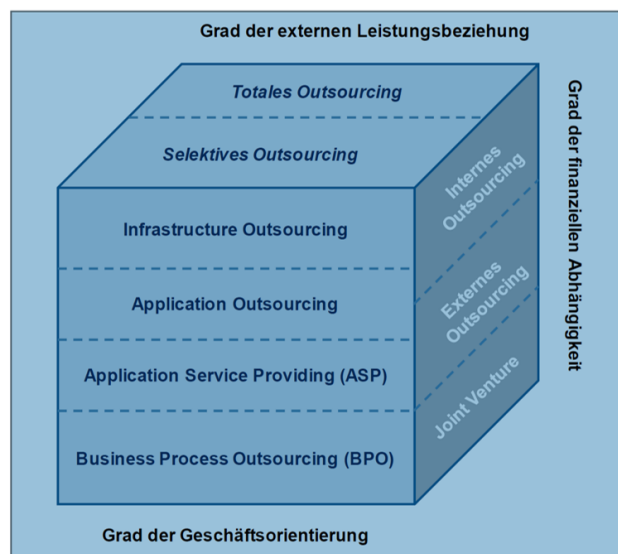 Grad der externen Leistungsbeziehung
Totales Outsourcing
Selektives Outsourcing
Infrastructure Outsourcing
Application Outsourcing
Application Service Providing (ASP)
Business Process Outsourcing (BPO)
Internes
Outsourcing
Externes
Outsourcing
Joint Venture
Grad der finanziellen Abhängigkeit
Grad der Geschäftsorientierung